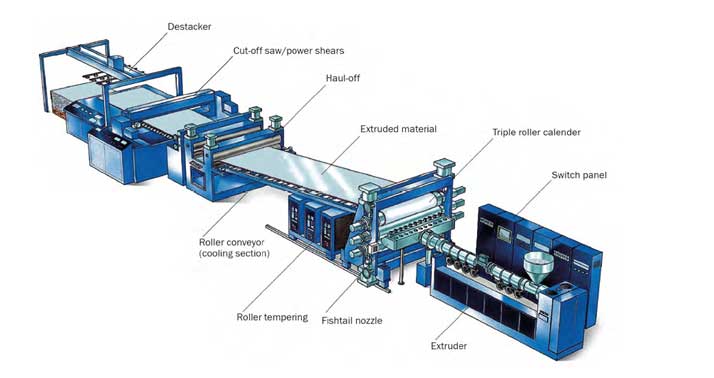 Destacker
Cut-off saw/power shears
Haul-off
Extruded material
Triple roller calender
Switch panel
Roller conveyor
(cooling section)
Roller tempering
Fishtail nozzle
Extruder